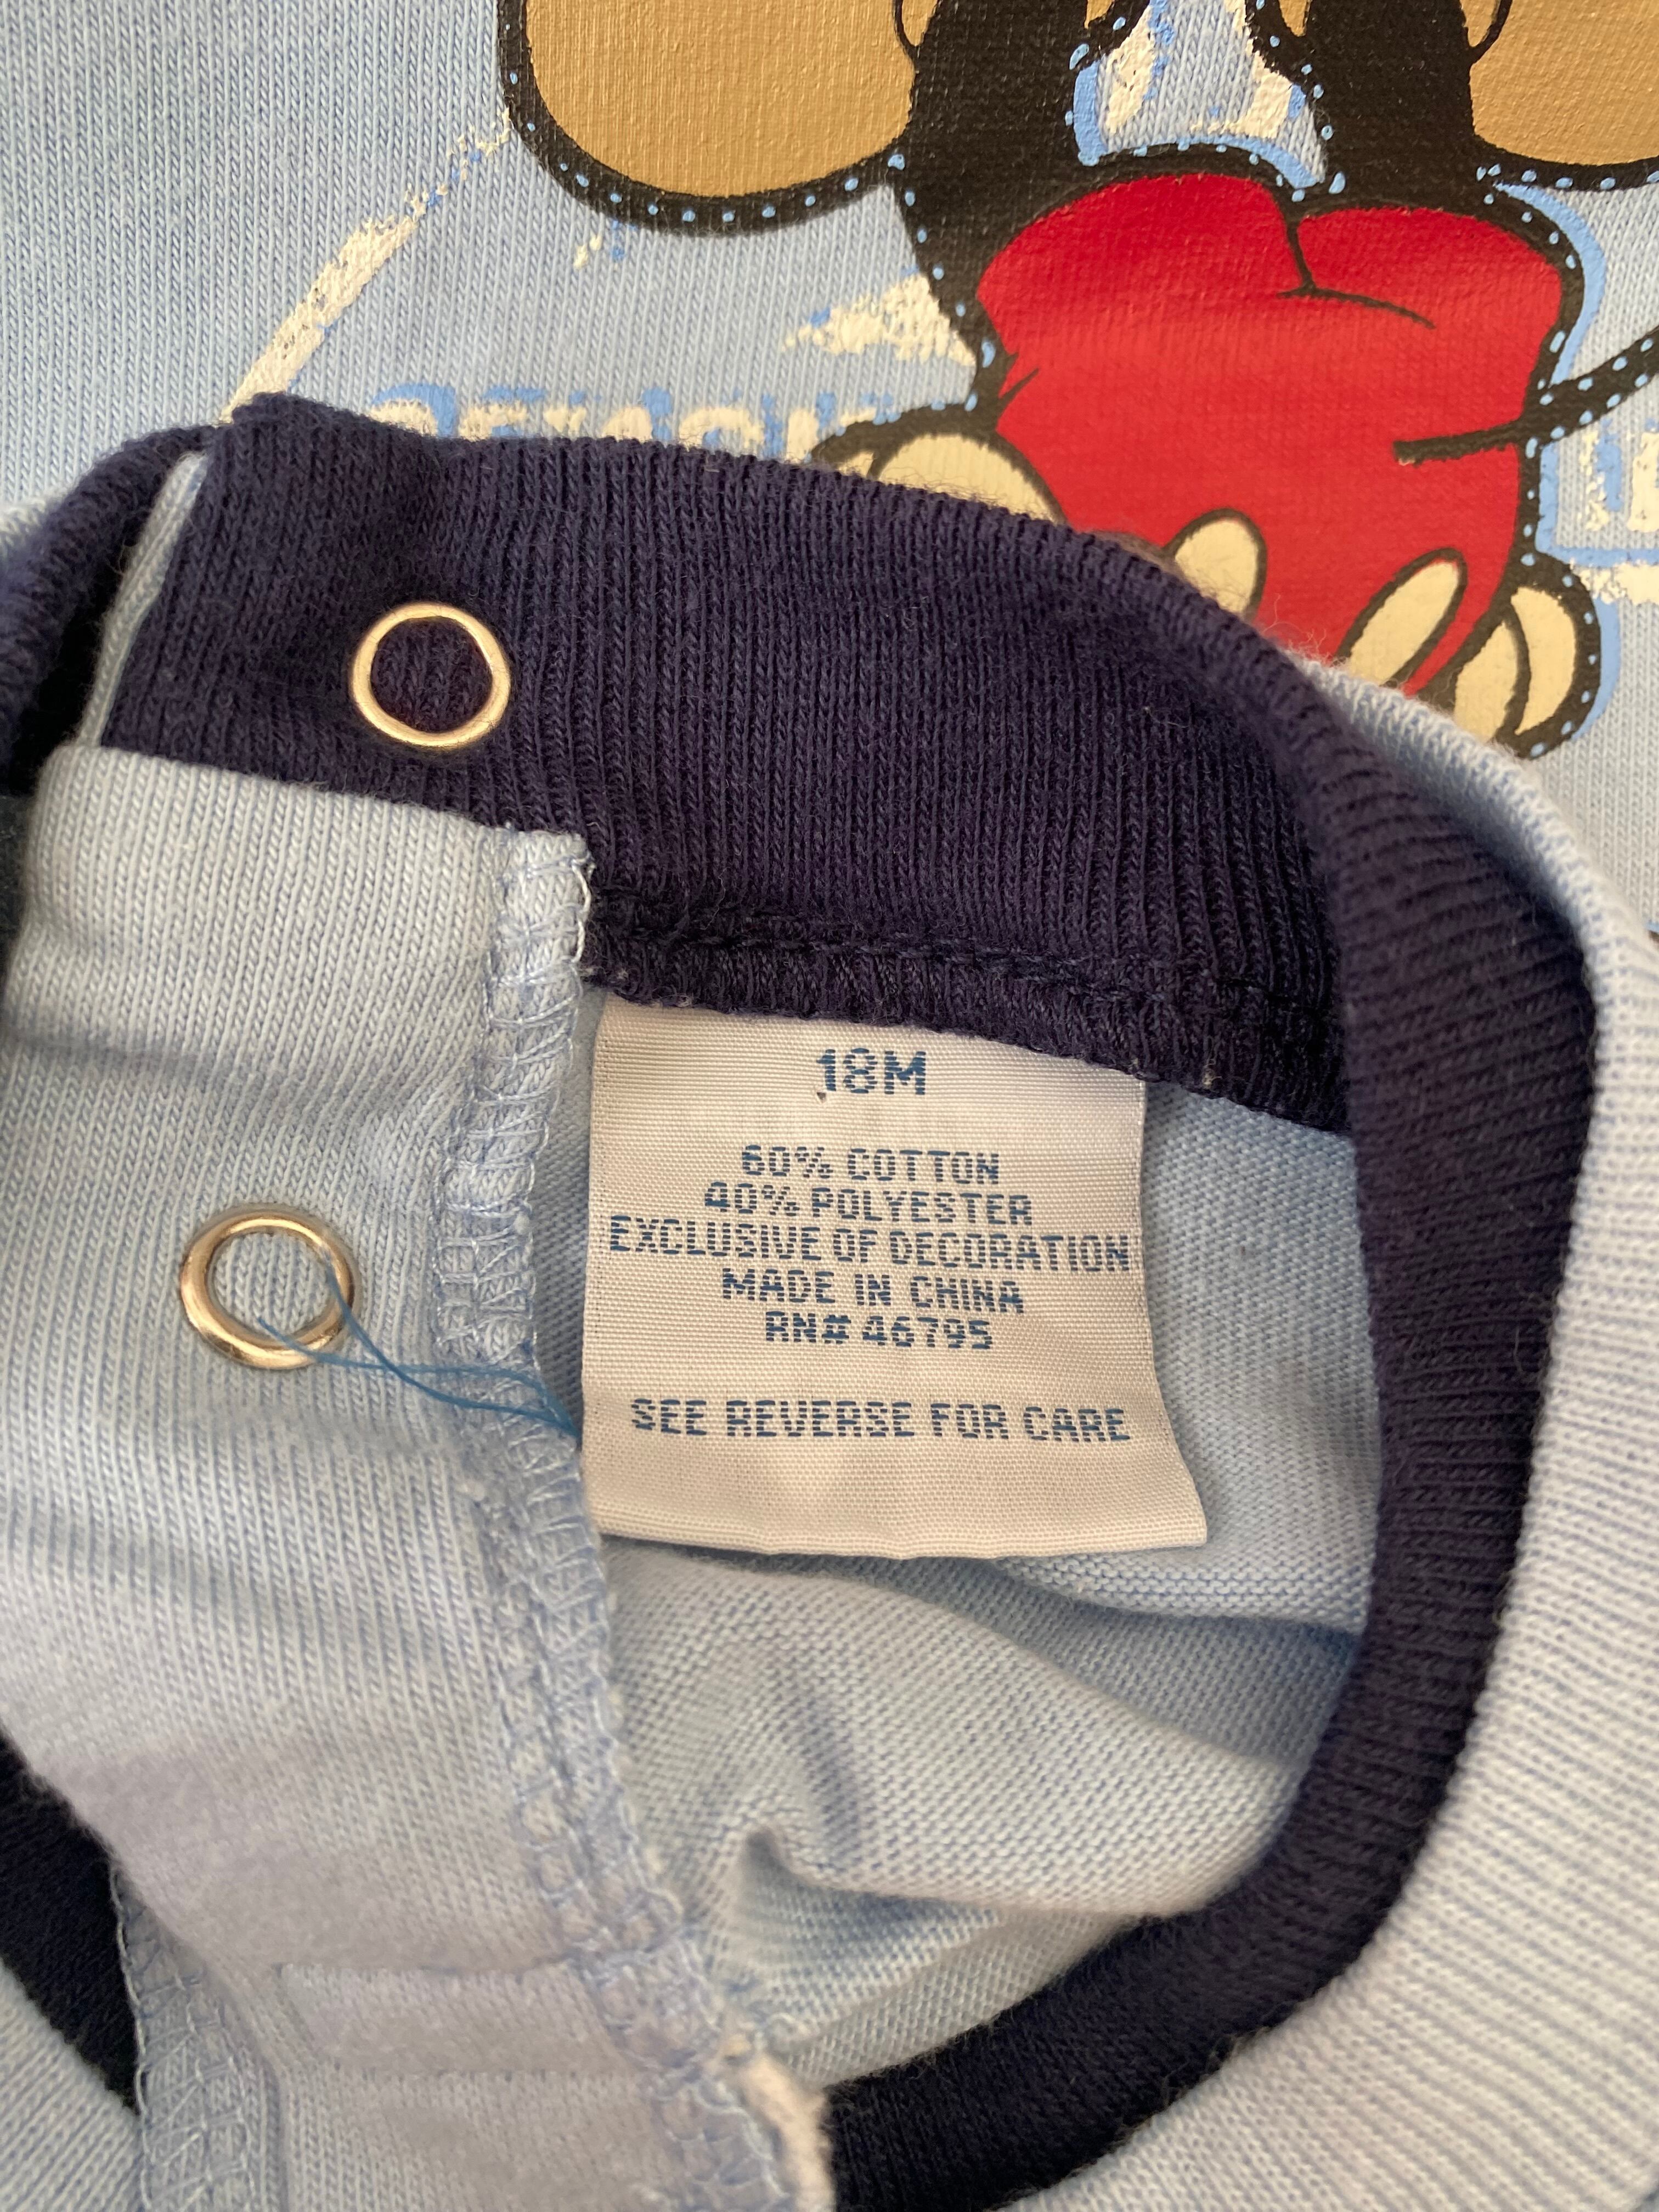 18M
60% COTTON
40% POLYESTER
EXCLUSIVE OF DECORATION
MADE IN CHINA
RN# 46795
SEE REVERSE FOR CARE